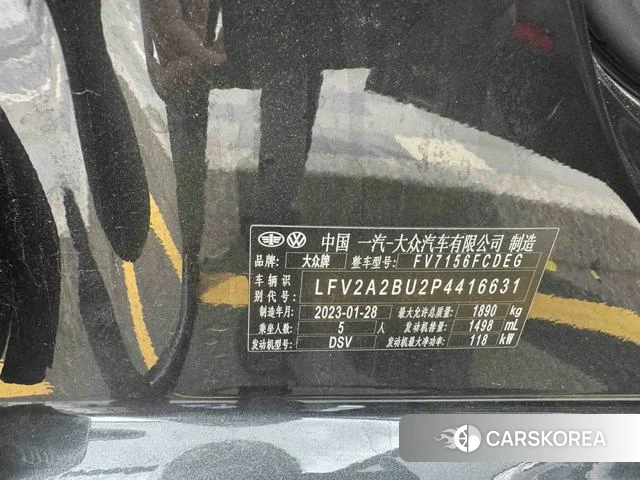 中国 一汽-大众汽车有限公司 制造
品牌: 大众牌 整车型号: FV7156FCDEG
车辆识别代号: LFV2A2BU2P4416631
制造年月: 2023-01-28 最大允许总质量: 1890 kg
乘坐人数: 5 人 发动机排量: 1498 mL
发动机型号: DSV 发动机最大净功率: 118 kW
CARSKOREA